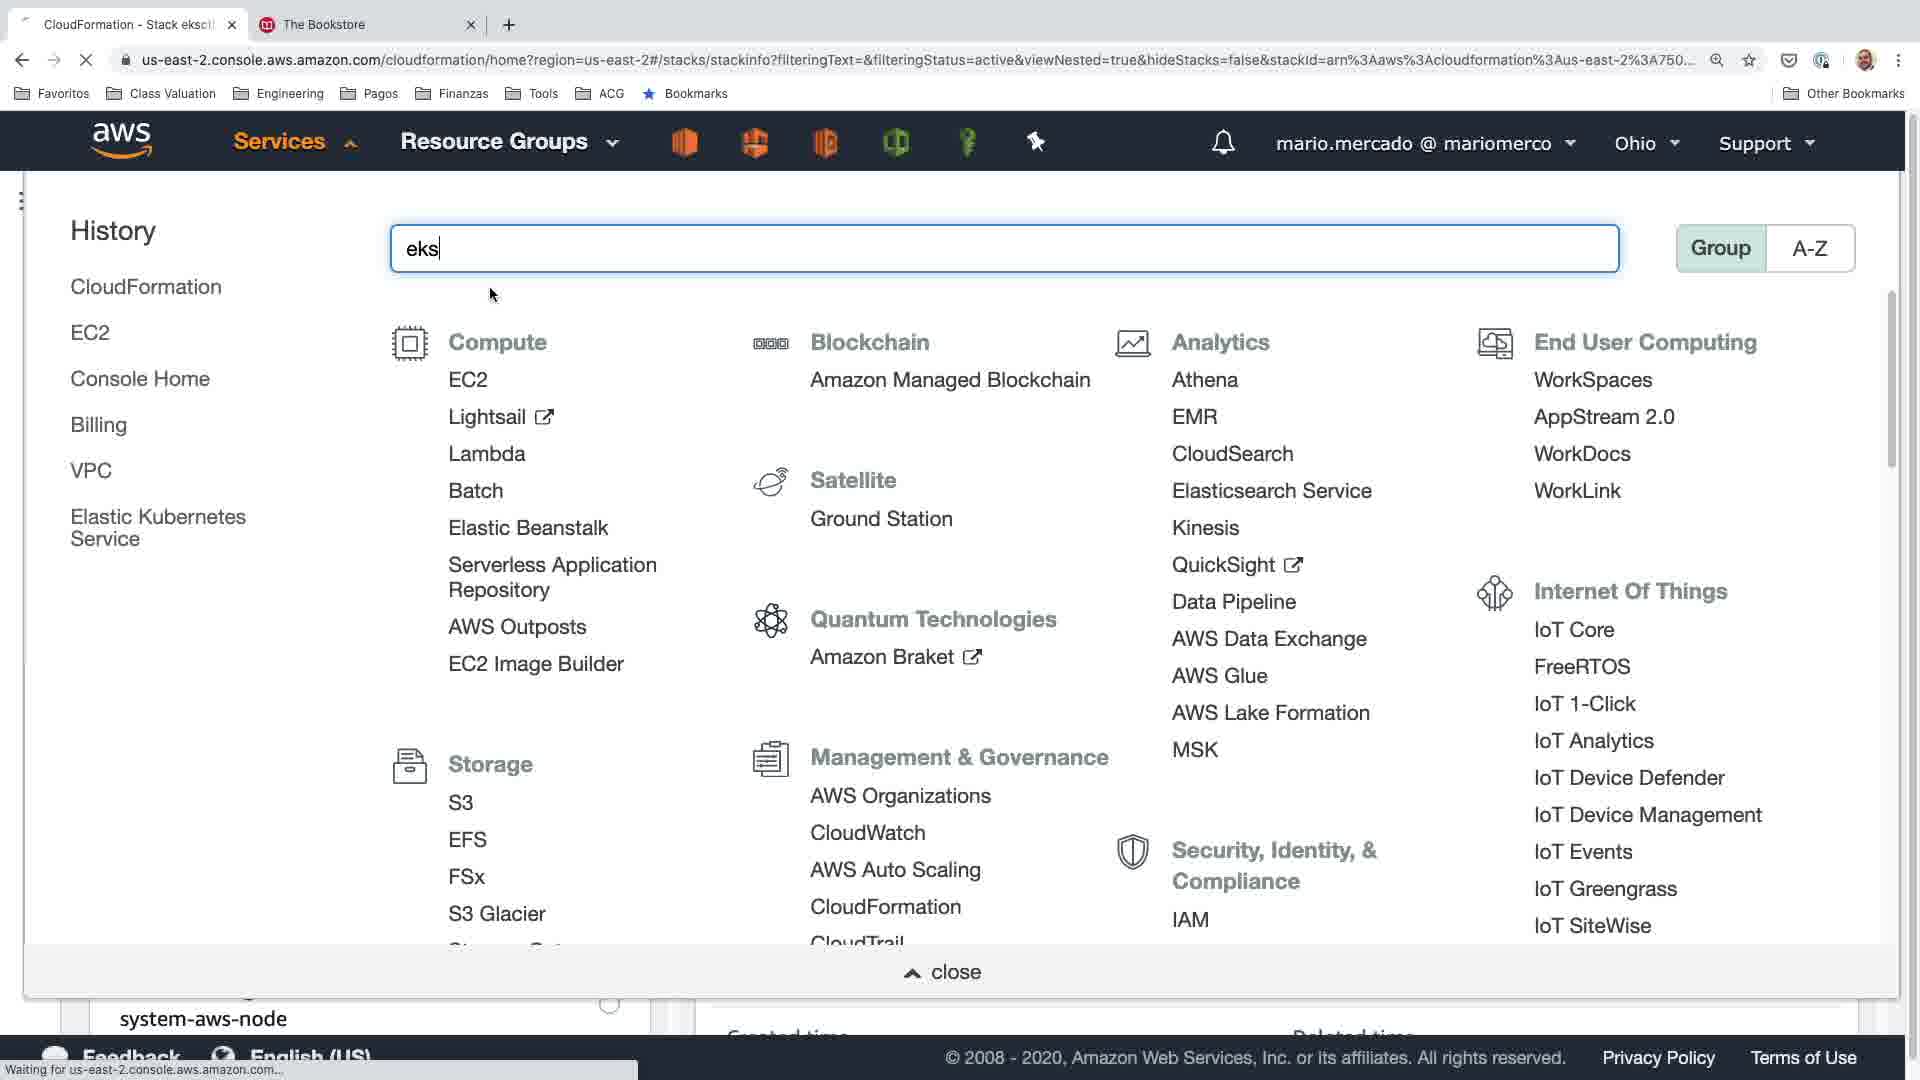 CloudFormation - Stack eksctl
The Bookstore
us-east-2.console.aws.amazon.com/cloudformation/home?region=us-east-2#/stacks/stackinfo?filteringText=&filteringStatus=active&viewNested=true&hideStacks=false&stackId=arn%3Aaws%3Acloudformation%3Aus-east-2%3A750...
Favoritos
Class Valuation
Engineering
Pagos
Finanzas
Tools
ACG
Bookmarks
Other Bookmarks
aws
Services
Resource Groups
mario.mercado @ mariomerco
Ohio
Support
History
CloudFormation
EC2
Console Home
Billing
VPC
Elastic Kubernetes
Service
eks
Group
A-Z
Compute
EC2
Lightsail
Lambda
Batch
Elastic Beanstalk
Serverless Application
Repository
AWS Outposts
EC2 Image Builder
Storage
S3
EFS
FSx
S3 Glacier
Blockchain
Amazon Managed Blockchain
Satellite
Ground Station
Quantum Technologies
Amazon Braket
Management & Governance
AWS Organizations
CloudWatch
AWS Auto Scaling
CloudFormation
CloudTrail
Analytics
Athena
EMR
CloudSearch
Elasticsearch Service
Kinesis
QuickSight
Data Pipeline
AWS Data Exchange
AWS Glue
AWS Lake Formation
MSK
Security, Identity, &
Compliance
IAM
End User Computing
WorkSpaces
AppStream 2.0
WorkDocs
WorkLink
Internet Of Things
IoT Core
FreeRTOS
IoT 1-Click
IoT Analytics
IoT Device Defender
IoT Device Management
IoT Events
IoT Greengrass
IoT SiteWise
close
system-aws-node
Created time
Deleted time
Feedback
English (US)
© 2008 - 2020, Amazon Web Services, Inc. or its affiliates. All rights reserved.
Privacy Policy
Terms of Use
Waiting for us-east-2.console.aws.amazon.com...